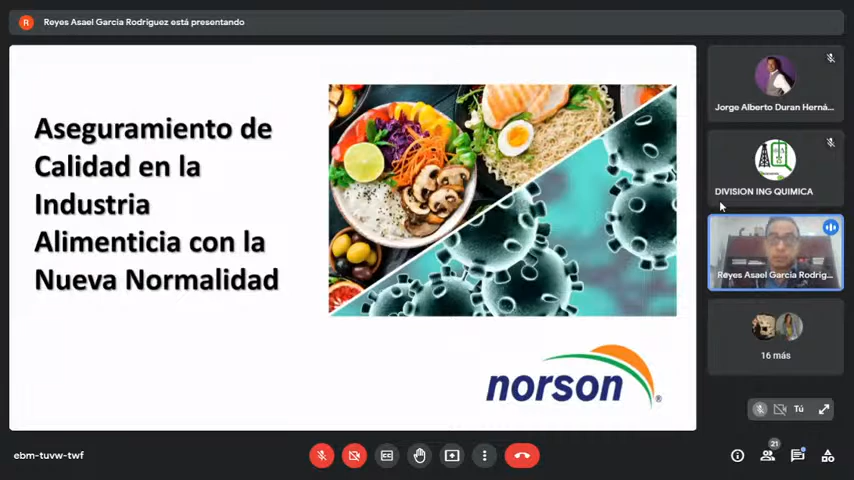 R
Reyes Asael Garcia Rodriguez está presentando
Aseguramiento de
Calidad en la
Industria
Alimenticia con la
Nueva Normalidad
norson®
Jorge Alberto Duran Herná...
DIVISION ING QUIMICA
Reyes Asael Garcia Rodrig...
16 más
Tú
ebm-tuvw-twf
21